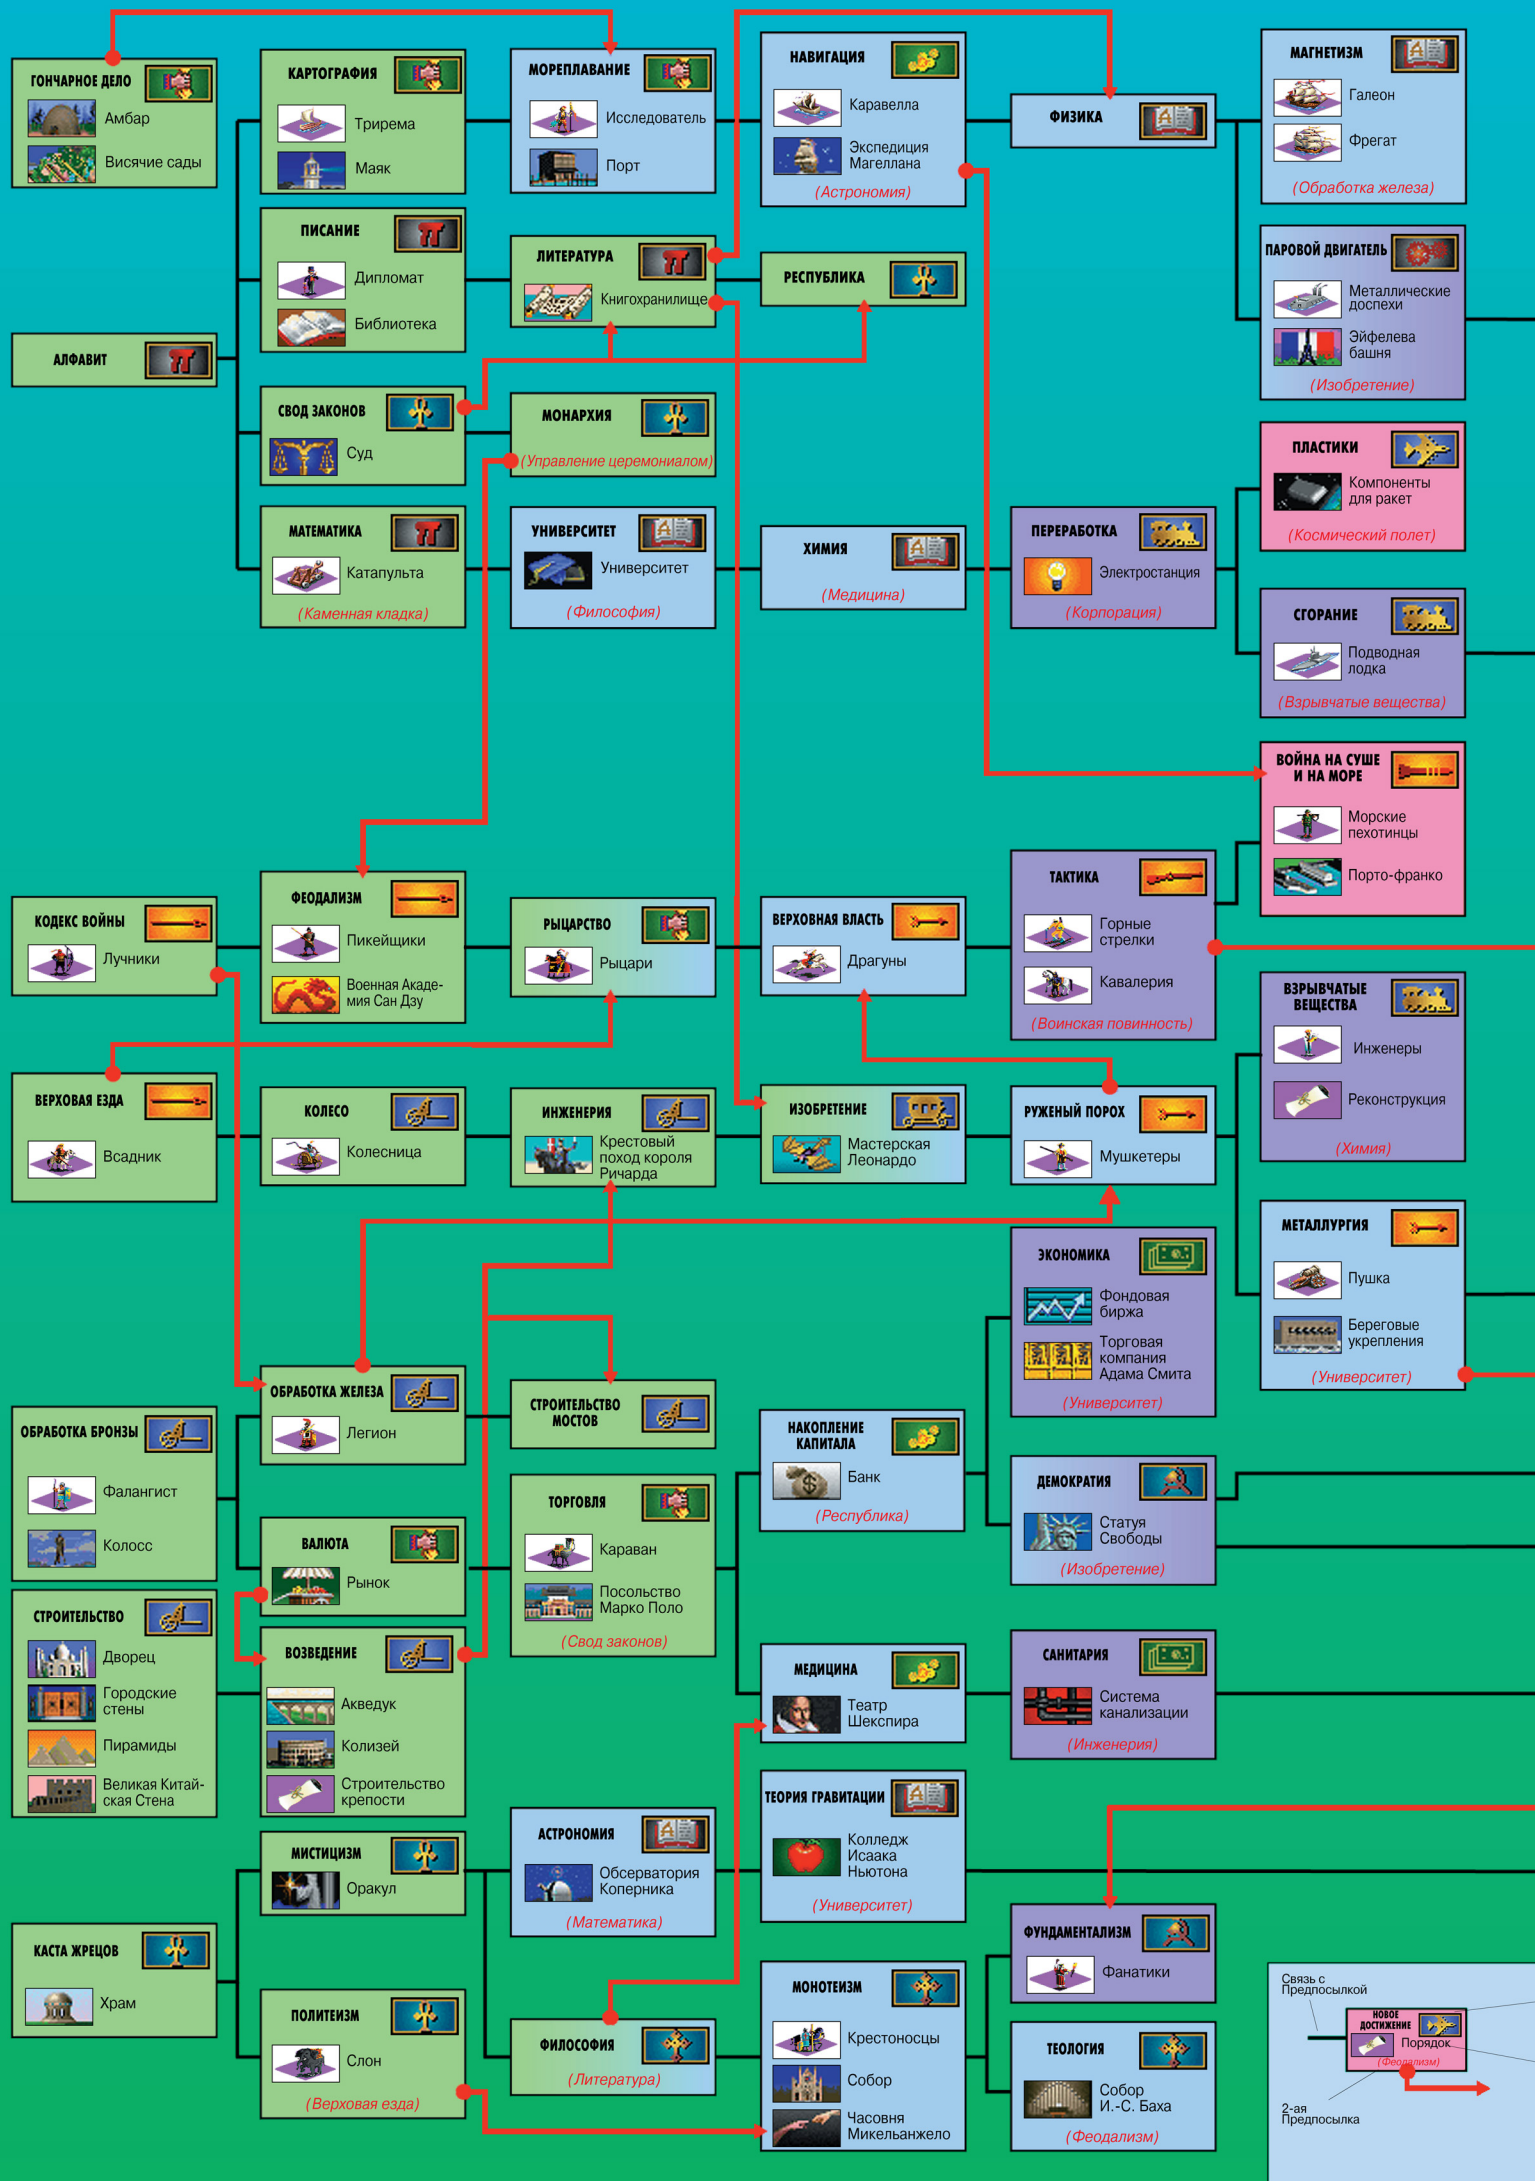 ГОНЧАРНОЕ ДЕЛО
Амбар
Висячие сады
АЛФАВИТ
КОДЕКС ВОЙНЫ
Лучники
ВЕРХОВАЯ ЕЗДА
Всадник
ОБРАБОТКА БРОНЗЫ
Фалангист
Колосс
СТРОИТЕЛЬСТВО
Дворец
Городские
стены
Пирамиды
Великая Китай-
ская Стена
КАСТА ЖРЕЦОВ
Храм
КАРТОГРАФИЯ
Трирема
Маяк
ПИСАНИЕ
Дипломат
Библиотека
СВОД ЗАКОНОВ
Суд
МАТЕМАТИКА
Катапульта
(Каменная кладка)
ФЕОДАЛИЗМ
Пикейщики
Военная Акаде-
мия Сан Дзу
КОЛЕСО
Колесница
ОБРАБОТКА ЖЕЛЕЗА
Легион
ВАЛЮТА
Рынок
ВОЗВЕДЕНИЕ
Акведук
Колизей
Строительство
крепости
МИСТИЦИЗМ
Оракул
ПОЛИТЕИЗМ
Слон
(Верховая езда)
МОРЕПЛАВАНИЕ
Исследователь
Порт
ЛИТЕРАТУРА
Книгохранилище
МОНАРХИЯ
(Управление церемониалом)
УНИВЕРСИТЕТ
Университет
(Философия)
РЫЦАРСТВО
Рыцари
ИНЖЕНЕРИЯ
Крестовый
поход короля
Ричарда
СТРОИТЕЛЬСТВО
МОСТОВ
ТОРГОВЛЯ
Караван
Посольство
Марко Поло
(Свод законов)
АСТРОНОМИЯ
Обсерватория
Коперника
(Математика)
ФИЛОСОФИЯ
(Литература)
НАВИГАЦИЯ
Каравелла
Экспедиция
Магеллана
(Астрономия)
РЕСПУБЛИКА
ХИМИЯ
(Медицина)
ВЕРХОВНАЯ ВЛАСТЬ
Драгуны
ИЗОБРЕТЕНИЕ
Мастерская
Леонардо
НАКОПЛЕНИЕ
КАПИТАЛА
Банк
(Республика)
МЕДИЦИНА
Театр
Шекспира
ТЕОРИЯ ГРАВИТАЦИИ
Колледж
Исаака
Ньютона
(Университет)
МОНОТЕИЗМ
Крестоносцы
Собор
Часовня
Микельанжело
ФИЗИКА
ПЕРЕРАБОТКА
Электростанция
(Корпорация)
ТАКТИКА
Горные
стрелки
Кавалерия
(Воинская повинность)
РУЖЕНЫЙ ПОРОХ
Мушкетеры
ЭКОНОМИКА
Фондовая
биржа
Торговая
компания
Адама Смита
(Университет)
ДЕМОКРАТИЯ
Статуя
Свободы
(Изобретение)
САНИТАРИЯ
Система
канализации
(Инженерия)
ФУНДАМЕНТАЛИЗМ
Фанатики
ТЕОЛОГИЯ
Собор
И.-С. Баха
(Феодализм)
МАГНЕТИЗМ
Галеон
Фрегат
(Обработка железа)
ПАРОВОЙ ДВИГАТЕЛЬ
Металлические
доспехи
Эйфелева
башня
(Изобретение)
ПЛАСТИКИ
Компоненты
для ракет
(Космический полет)
СГОРАНИЕ
Подводная
лодка
(Взрывчатые вещества)
ВОЙНА НА СУШЕ
И НА МОРЕ
Морские
пехотинцы
Порто-франко
ВЗРЫВЧАТЫЕ
ВЕЩЕСТВА
Инженеры
Реконструкция
(Химия)
МЕТАЛЛУРГИЯ
Пушка
Береговые
укрепления
(Университет)
Связь с
Предпосылкой
НОВОЕ
ДОСТИЖЕНИЕ
Порядок
(Феодализм)
2-ая
Предпосылка